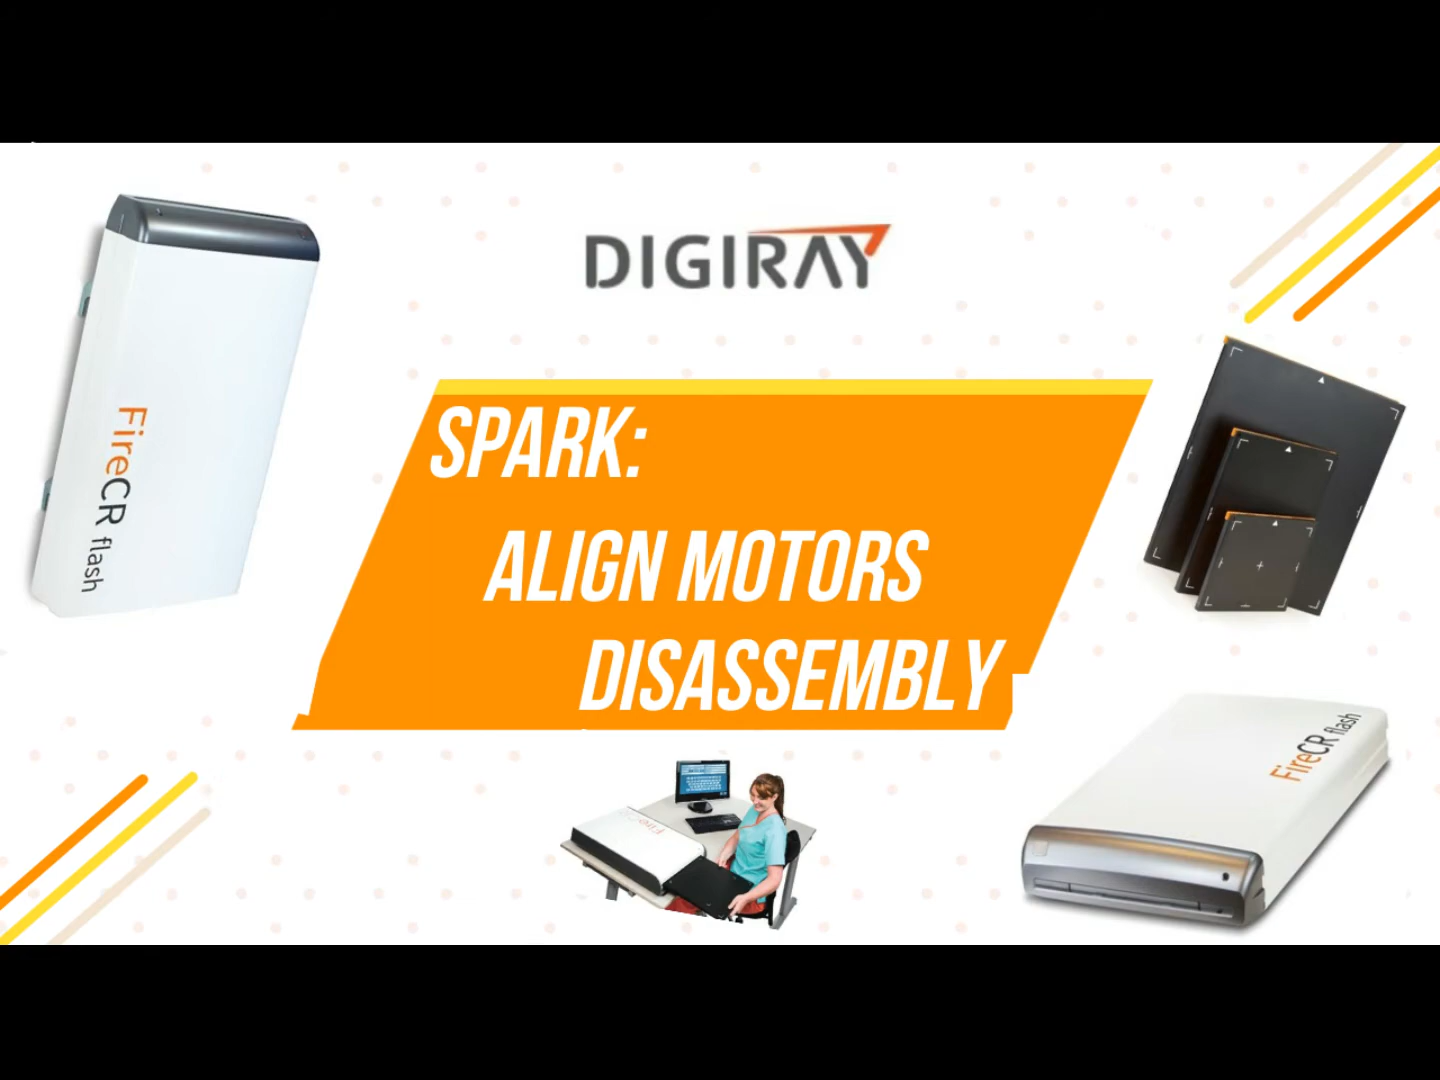 DIGIRAY
SPARK:
ALIGN MOTORS
DISASSEMBLY
FireCR flash
FireCR flash